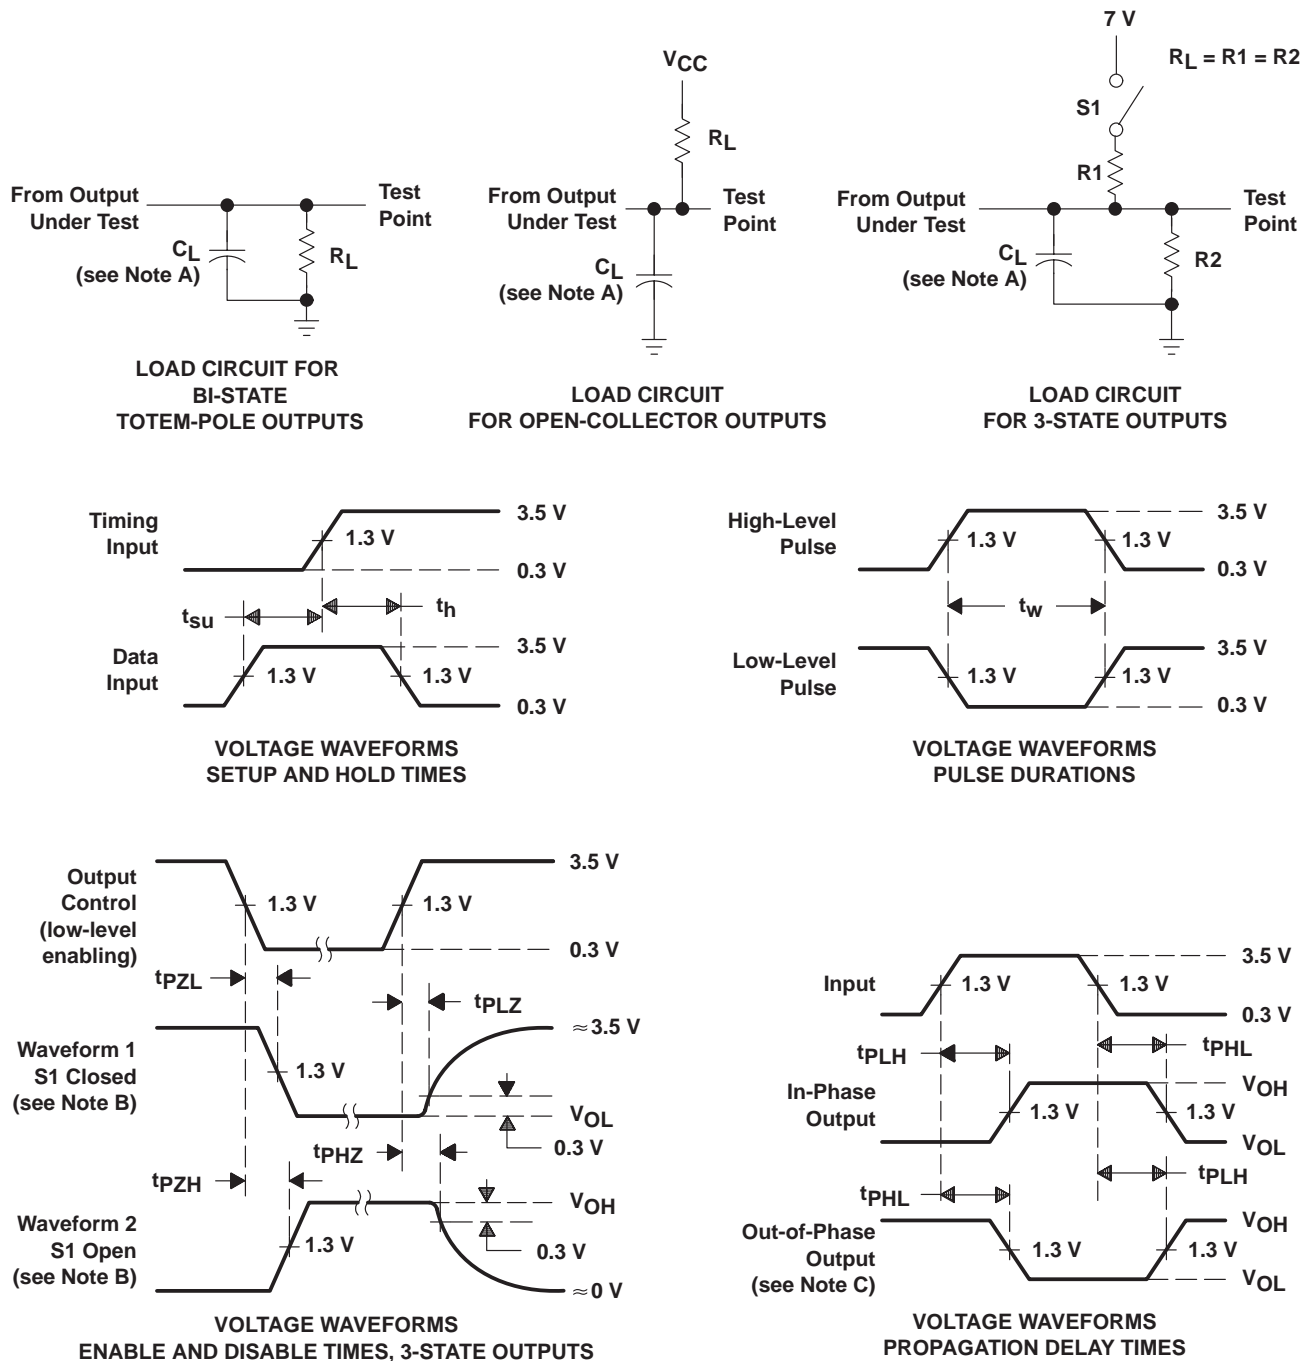 From Output
Under Test
Test
Point
CL
(see Note A)
RL
LOAD CIRCUIT FOR
BI-STATE
TOTEM-POLE OUTPUTS
VCC
RL
From Output
Under Test
Test
Point
CL
(see Note A)
LOAD CIRCUIT
FOR OPEN-COLLECTOR OUTPUTS
7 V
RL = R1 = R2
S1
R1
From Output
Under Test
Test
Point
CL
(see Note A)
R2
LOAD CIRCUIT
FOR 3-STATE OUTPUTS
Timing
Input
1.3 V
3.5 V
0.3 V
tsu
th
Data
Input
1.3 V
1.3 V
3.5 V
0.3 V
VOLTAGE WAVEFORMS
SETUP AND HOLD TIMES
High-Level
Pulse
1.3 V
1.3 V
3.5 V
0.3 V
tw
Low-Level
Pulse
1.3 V
1.3 V
3.5 V
0.3 V
VOLTAGE WAVEFORMS
PULSE DURATIONS
Output
Control
(low-level
enabling)
1.3 V
1.3 V
3.5 V
0.3 V
tPZL
tPLZ
Waveform 1
S1 Closed
(see Note B)
1.3 V
≈ 3.5 V
VOL
0.3 V
tPHZ
tPZH
Waveform 2
S1 Open
(see Note B)
1.3 V
VOH
0.3 V
≈ 0 V
VOLTAGE WAVEFORMS
ENABLE AND DISABLE TIMES, 3-STATE OUTPUTS
Input
1.3 V
1.3 V
3.5 V
0.3 V
tPLH
tPHL
In-Phase
Output
1.3 V
1.3 V
VOH
VOL
tPHL
tPLH
Out-of-Phase
Output
(see Note C)
1.3 V
1.3 V
VOH
VOL
VOLTAGE WAVEFORMS
PROPAGATION DELAY TIMES